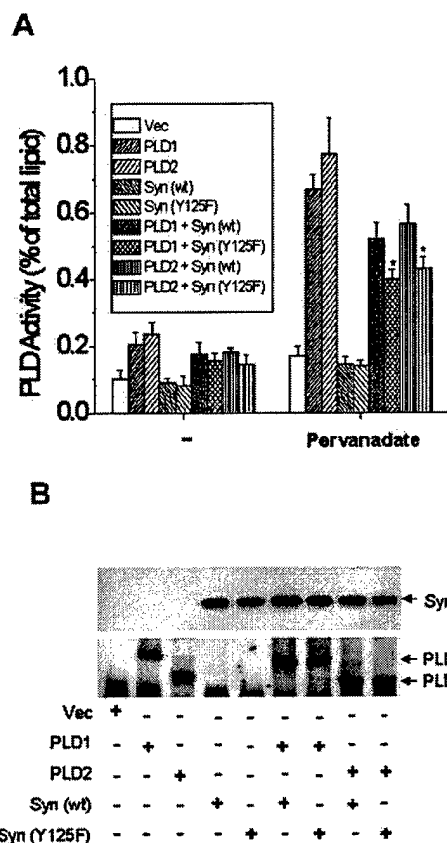 A
PLD Activity (% of total lipid)
1.0
0.8
0.6
0.4
0.2
0.0
Vec
PLD1
PLD2
Syn (wt)
Syn (Y125F)
PLD1 + Syn (wt)
PLD1 + Syn (Y125F)
PLD2 + Syn (wt)
PLD2 + Syn (Y125F)
* *
- Pervanadate
B
Syn
PLD
PLD
Vec + - - - - - - - -
PLD1 - + - - - + + - -
PLD2 - - + - - - - + +
Syn (wt) - - - + - + - + -
Syn (Y125F) - - - - + - + - +